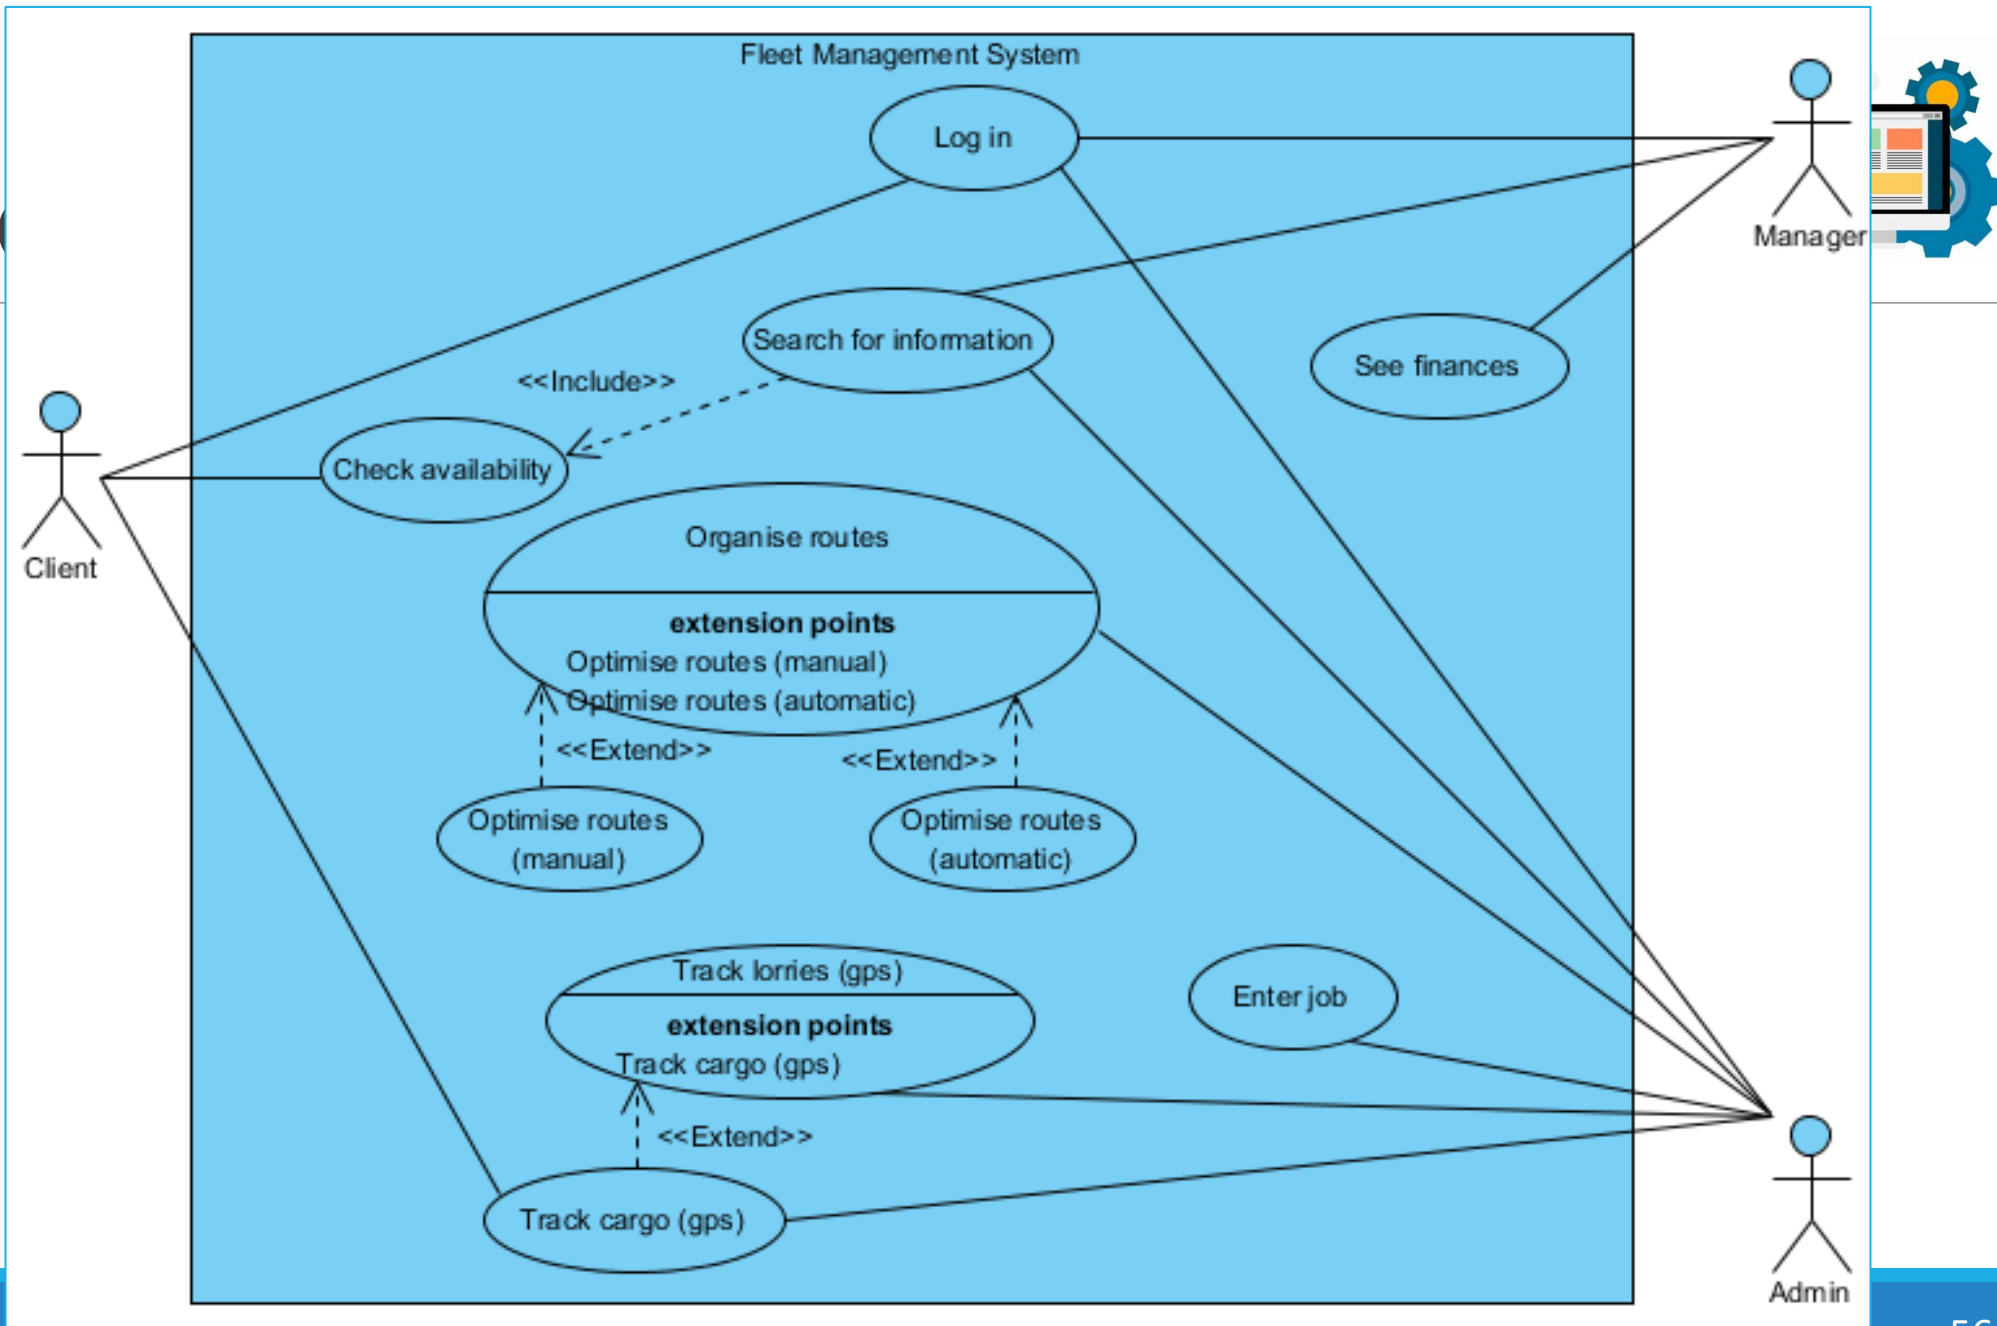 Fleet Management System
Log in
Manager
Search for information
See finances
<<Include>>
Check availability
Client
Organise routes
extension points
Optimise routes (manual)
Optimise routes (automatic)
<<Extend>>
<<Extend>>
Optimise routes
(manual)
Optimise routes
(automatic)
Track lorries (gps)
extension points
Track cargo (gps)
Enter job
<<Extend>>
Track cargo (gps)
Admin